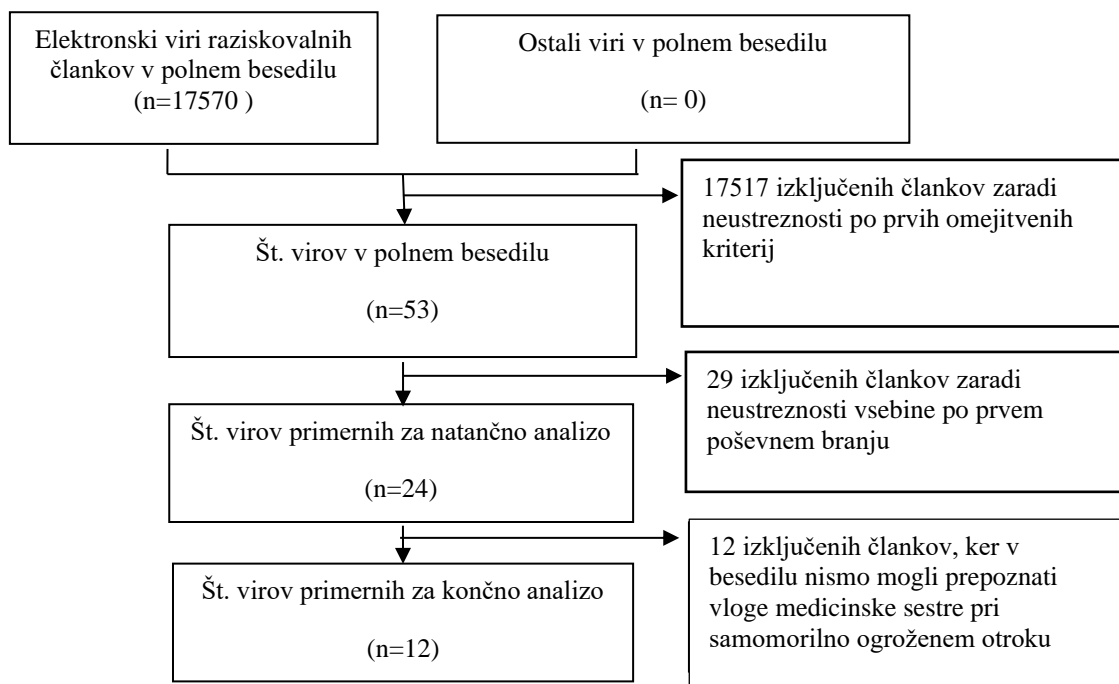 Elektronski viri raziskovalnih
člankov v polnem besedilu
(n=17570 )
Ostali viri v polnem besedilu
(n= 0)
17517 izključenih člankov zaradi
neustreznosti po prvih omejitvenih
kriterij
Št. virov v polnem besedilu
(n=53)
29 izključenih člankov zaradi
neustreznosti vsebine po prvem
poševnem branju
Št. virov primernih za natančno analizo
(n=24)
12 izključenih člankov, ker v
besedilu nismo mogli prepoznati
vloge medicinske sestre pri
samomorilno ogroženem otroku
Št. virov primernih za končno analizo
(n=12)